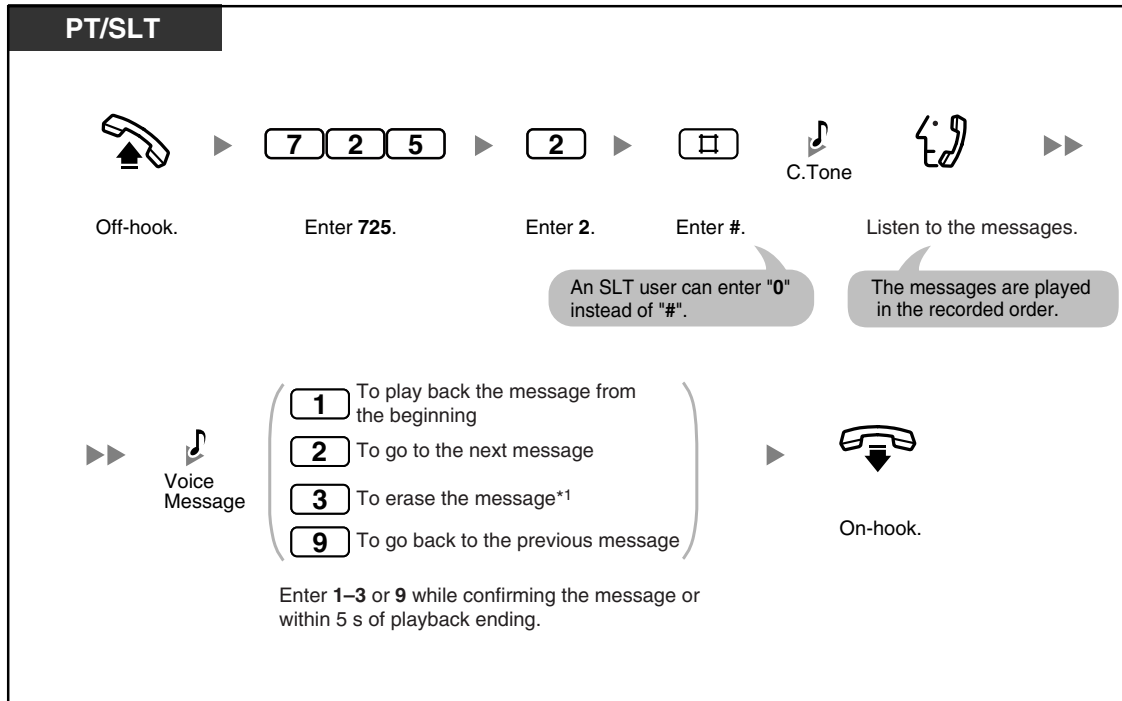 PT/SLT
7 2 5
2
#
C.Tone
Off-hook.
Enter 725.
Enter 2.
Enter #.
Listen to the messages.
An SLT user can enter "0"
instead of "#".
The messages are played
in the recorded order.
Voice
Message
1 To play back the message from
the beginning
2 To go to the next message
3 To erase the message*1
9 To go back to the previous message
Enter 1–3 or 9 while confirming the message or
within 5 s of playback ending.
On-hook.